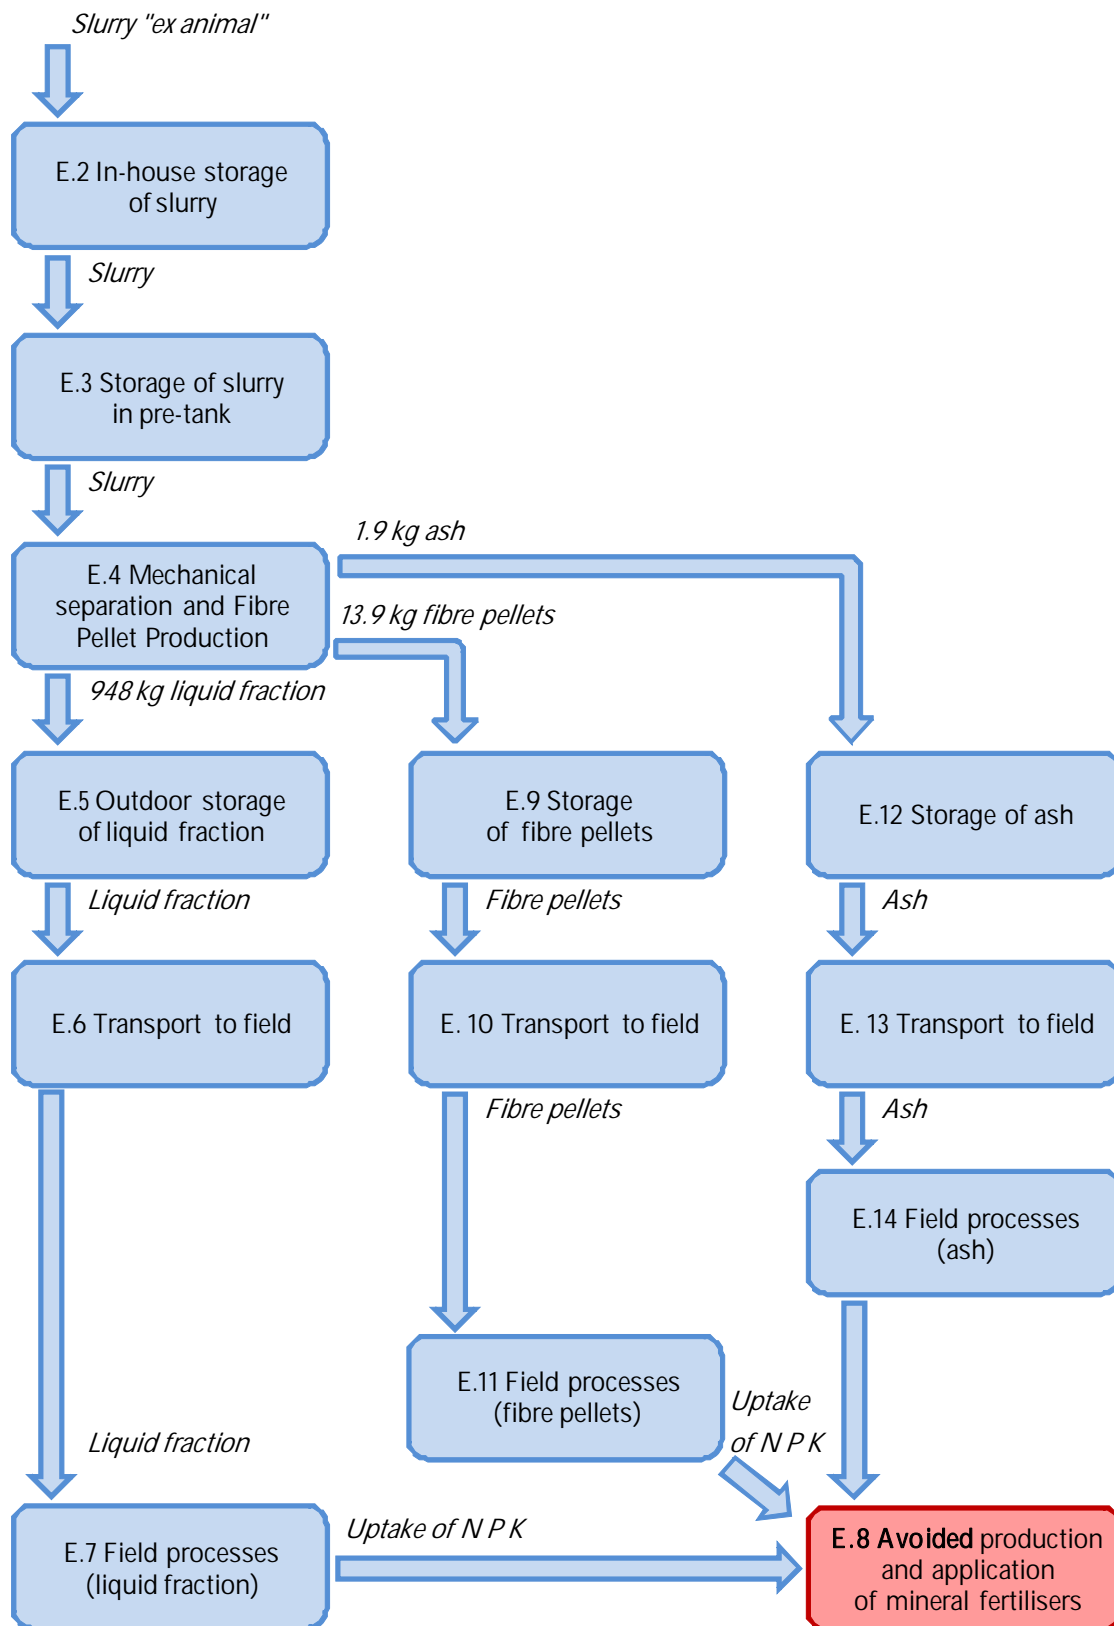 Slurry "ex animal"
E.2 In-house storage
of slurry
Slurry
E.3 Storage of slurry
in pre-tank
Slurry
E.4 Mechanical
separation and Fibre
Pellet Production
1.9 kg ash
13.9 kg fibre pellets
948 kg liquid fraction
E.5 Outdoor storage
of liquid fraction
E.9 Storage
of fibre pellets
E.12 Storage of ash
Liquid fraction
Fibre pellets
Ash
E.6 Transport to field
E. 10 Transport to field
E. 13 Transport to field
Fibre pellets
Ash
E.14 Field processes
(ash)
E.11 Field processes
(fibre pellets)
Uptake
of N P K
Liquid fraction
E.7 Field processes
(liquid fraction)
Uptake of N P K
E.8 Avoided production
and application
of mineral fertilisers